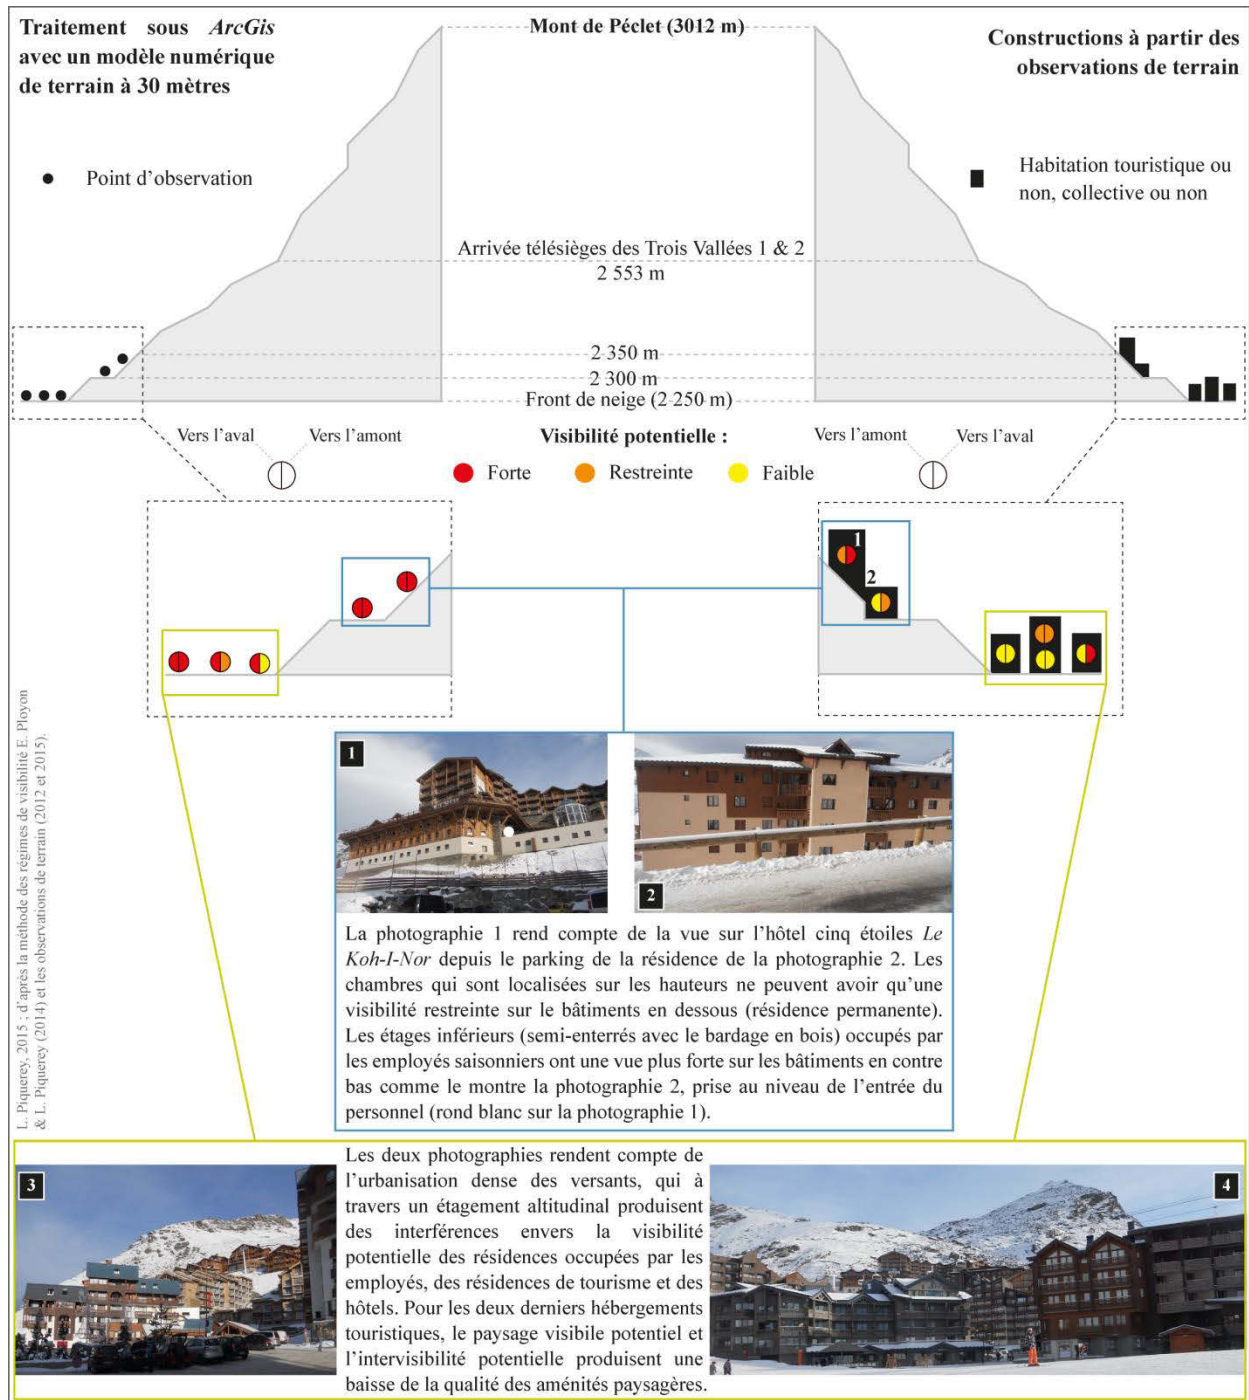 Traitement sous ArcGis
avec un modèle numérique
de terrain à 30 mètres
Mont de Péclet (3012 m)
Constructions à partir des
observations de terrain
Point d'observation
Habitation touristique ou
non, collective ou non
Arrivée télésièges des Trois Vallées 1 & 2
2 553 m
2 350 m
2 300 m
Front de neige (2 250 m)
Vers l'aval
Vers l'amont
Visibilité potentielle :
Forte
Restreinte
Faible
Vers l'amont
Vers l'aval
1
2
L. Piquerey, 2015 ; d'après la méthode des régimes de visibilité E. Ployon
& L. Piquerey (2014) et les observations de terrain (2012 et 2015).
1
2
La photographie 1 rend compte de la vue sur l'hôtel cinq étoiles Le
Koh-I-Nor depuis le parking de la résidence de la photographie 2. Les
chambres qui sont localisées sur les hauteurs ne peuvent avoir qu'une
visibilité restreinte sur le bâtiments en dessous (résidence permanente).
Les étages inférieurs (semi-enterrés avec le bardage en bois) occupés par
les employés saisonniers ont une vue plus forte sur les bâtiments en contre
bas comme le montre la photographie 2, prise au niveau de l'entrée du
personnel (rond blanc sur la photographie 1).
3
Les deux photographies rendent compte de
l'urbanisation dense des versants, qui à
travers un étagement altitudinal produisent
des interférences envers la visibilité
potentielle des résidences occupées par les
employés, des résidences de tourisme et des
hôtels. Pour les deux derniers hébergements
touristiques, le paysage visibile potentiel et
l'intervisibilité potentielle produisent une
baisse de la qualité des aménités paysagères.
4